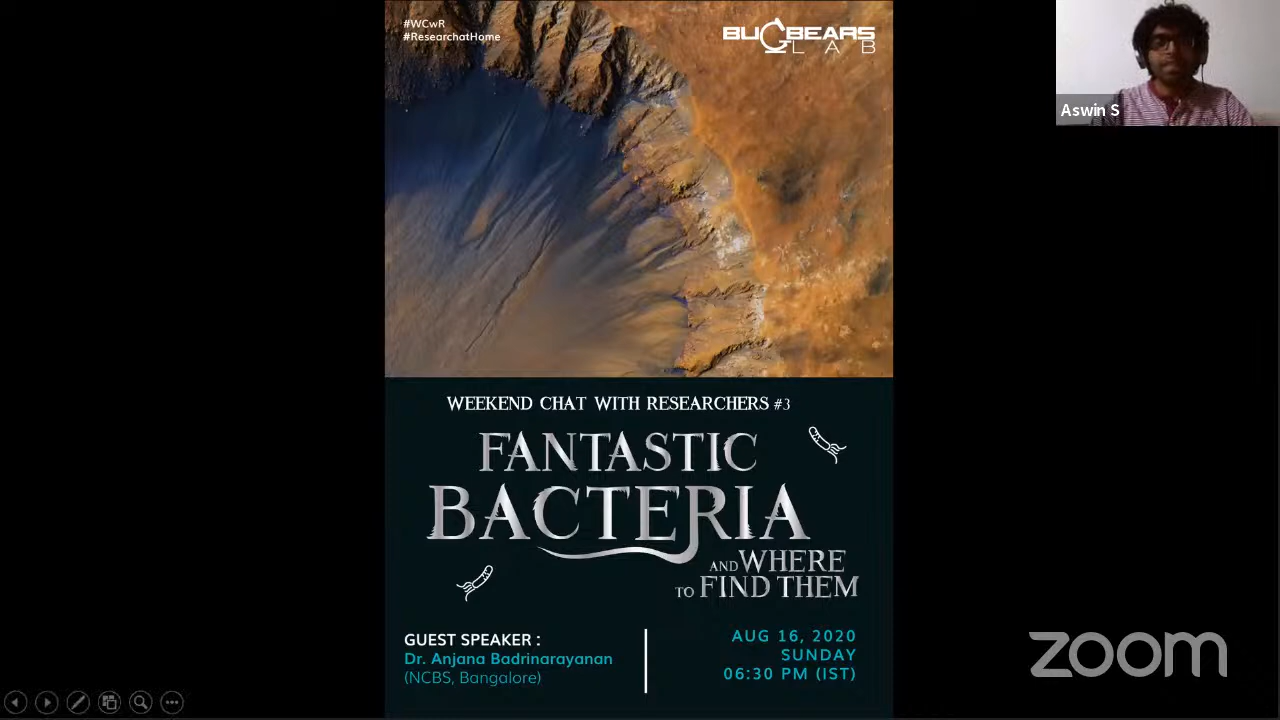 #WCwR
#ResearchatHome
BUGBEARS
LAB
Aswin S
WEEKEND CHAT WITH RESEARCHERS #3
FANTASTIC
BACTERIA
AND WHERE
TO FIND THEM
GUEST SPEAKER :
Dr. Anjana Badrinarayanan
(NCBS, Bangalore)
AUG 16, 2020
SUNDAY
06:30 PM (IST)
zoom